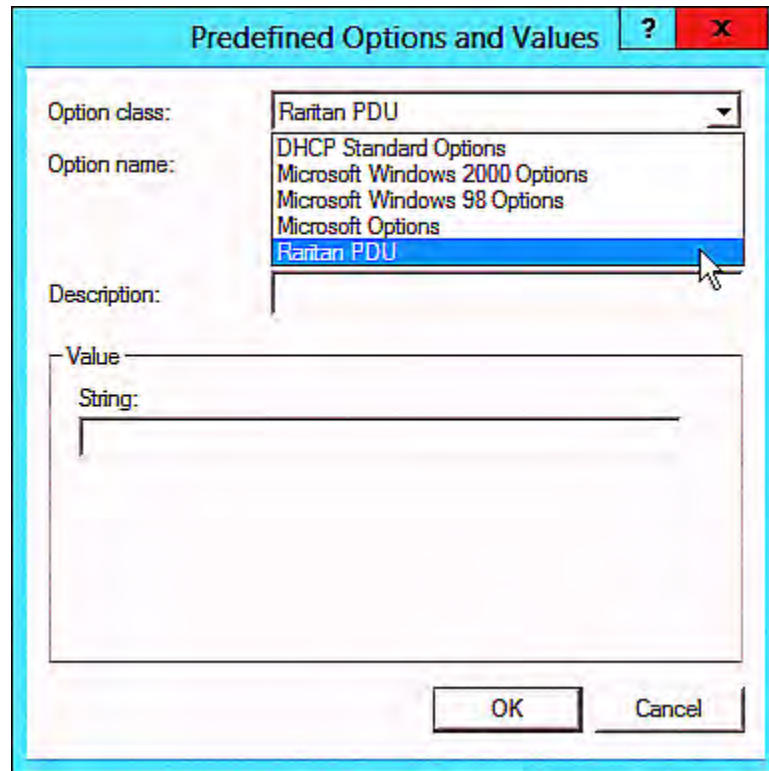 Predefined Options and Values
?
x
Option class:
Raritan PDU
Option name:
DHCP Standard Options
Microsoft Windows 2000 Options
Microsoft Windows 98 Options
Microsoft Options
Raritan PDU
Description:
Value
String:
OK
Cancel